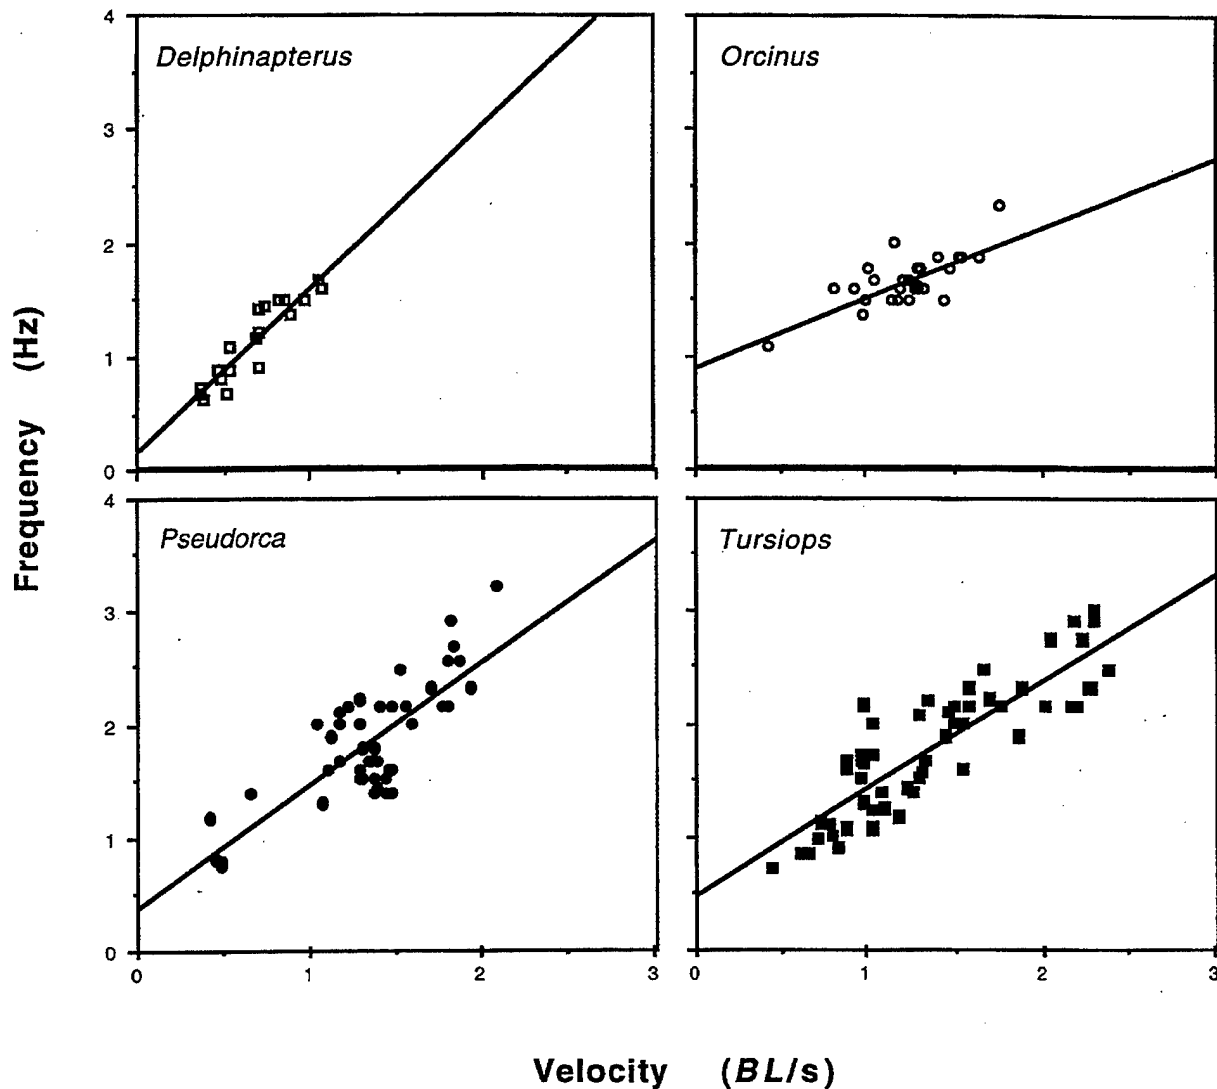 Delphinapterus
Orcinus
4
3
2
1
0
Frequency (Hz)
Pseudorca
Tursiops
4
3
2
1
0
0 1 2 3
0 1 2 3
Velocity (BL/s)